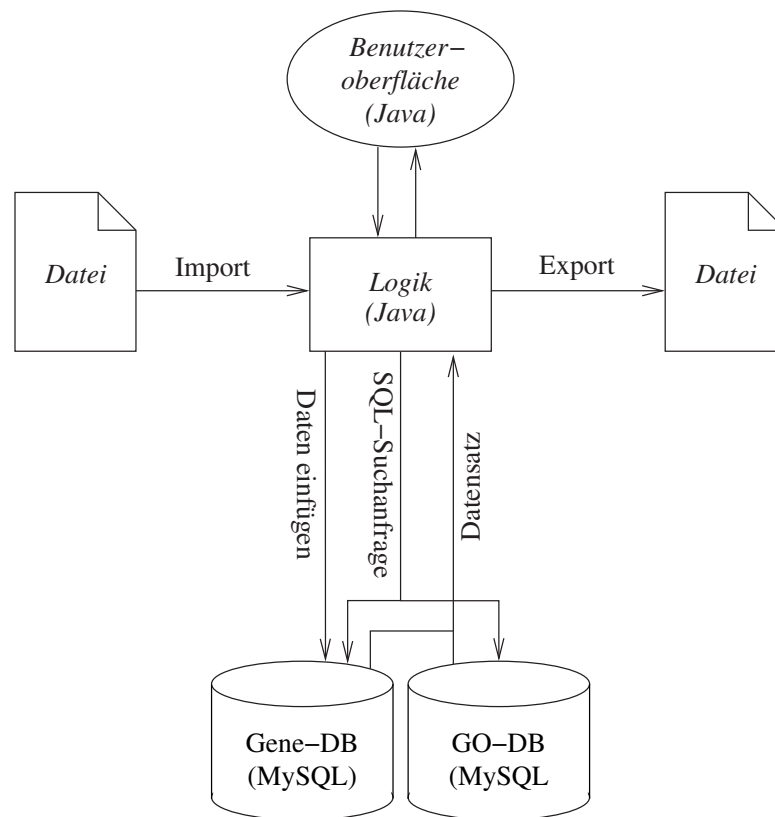 Benutzer–
oberfläche
(Java)
Datei
Import
Logik
(Java)
Export
Datei
Daten einfügen
SQL–Suchanfrage
Datensatz
Gene–DB
(MySQL)
GO–DB
(MySQL